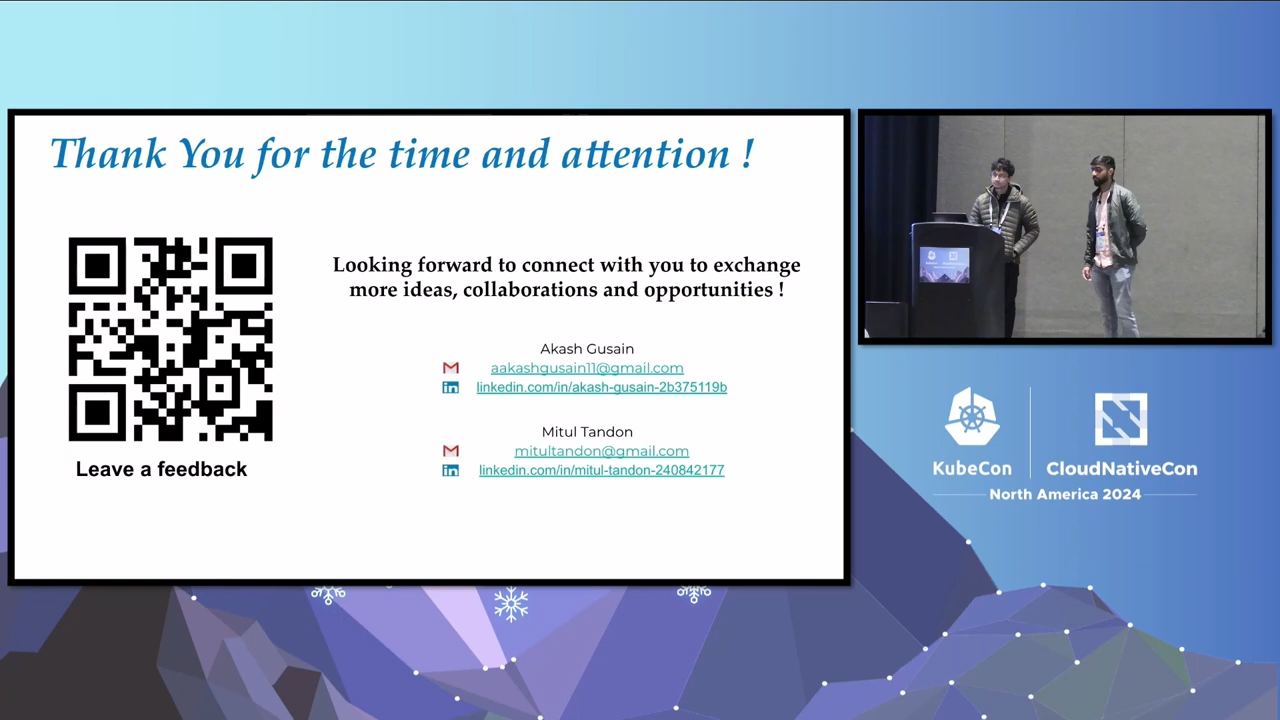 Thank You for the time and attention !
Looking forward to connect with you to exchange
more ideas, collaborations and opportunities !
Akash Gusain
aakashgusain11@gmail.com
linkedin.com/in/akash-gusain-2b375119b
Mitul Tandon
mitultandon@gmail.com
linkedin.com/in/mitul-tandon-240842177
Leave a feedback
KubeCon
CloudNativeCon
North America 2024